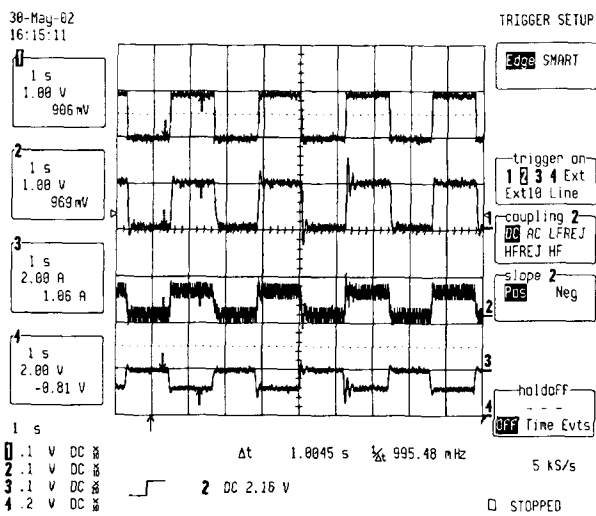 30-May-02
16:15:11
TRIGGER SETUP
Edge SMART
1
1 s
1.00 V
906 mV
2
1 s
1.00 V
969 mV
3
1 s
2.00 A
1.06 A
4
1 s
2.00 V
-0.81 V
trigger on
1 2 3 4 Ext
Ext10 Line
coupling 2
DC AC LFREJ
HFREJ HF
slope 2
Pos Neg
holdoff
- - -
Off Time Evts
1
2
3
4
1 s
1 .1 V DC
2 .1 V DC
3 .1 V DC
4 .2 V DC
Δt 1.0045 s 1/Δt 995.48 mHz
2 DC 2.16 V
5 kS/s
STOPPED